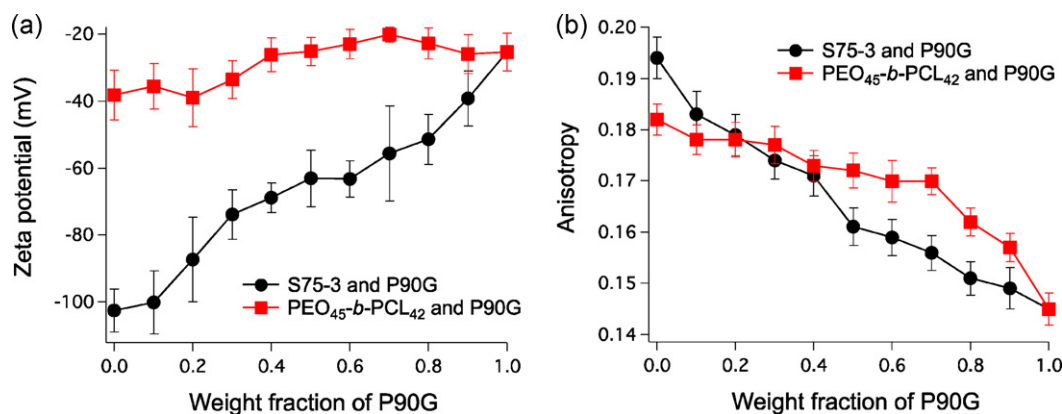 (a)
-20
-40
-60
-80
-100
Zeta potential (mV)
S75-3 and P90G
PEO45-b-PCL42 and P90G
0.0 0.2 0.4 0.6 0.8 1.0
Weight fraction of P90G
(b)
0.20
0.19
0.18
0.17
0.16
0.15
0.14
Anisotropy
S75-3 and P90G
PEO45-b-PCL42 and P90G
0.0 0.2 0.4 0.6 0.8 1.0
Weight fraction of P90G